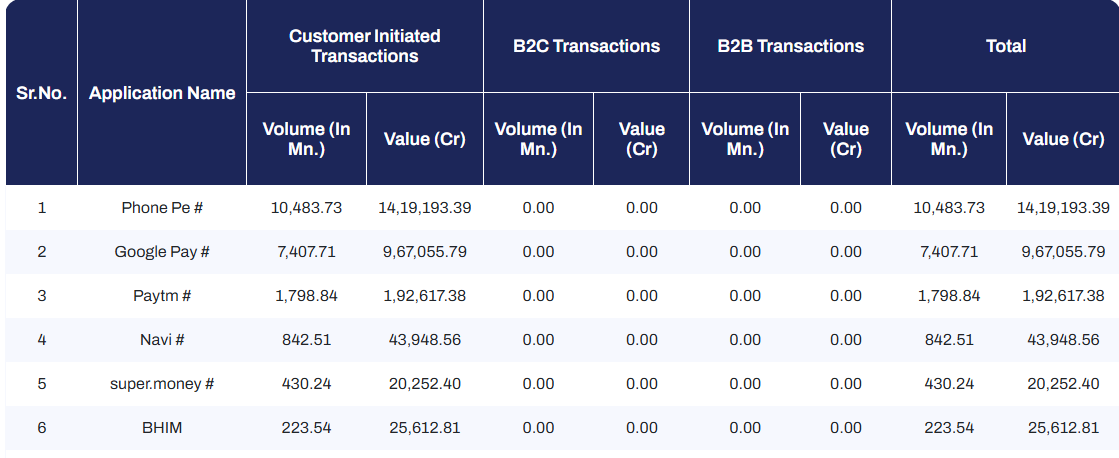 Sr.No. Application Name Customer Initiated Transactions B2C Transactions B2B Transactions Total
Volume (In Mn.) Value (Cr) Volume (In Mn.) Value (Cr) Volume (In Mn.) Value (Cr) Volume (In Mn.) Value (Cr)
1 Phone Pe # 10,483.73 14,19,193.39 0.00 0.00 0.00 0.00 10,483.73 14,19,193.39
2 Google Pay # 7,407.71 9,67,055.79 0.00 0.00 0.00 0.00 7,407.71 9,67,055.79
3 Paytm # 1,798.84 1,92,617.38 0.00 0.00 0.00 0.00 1,798.84 1,92,617.38
4 Navi # 842.51 43,948.56 0.00 0.00 0.00 0.00 842.51 43,948.56
5 super.money # 430.24 20,252.40 0.00 0.00 0.00 0.00 430.24 20,252.40
6 BHIM 223.54 25,612.81 0.00 0.00 0.00 0.00 223.54 25,612.81